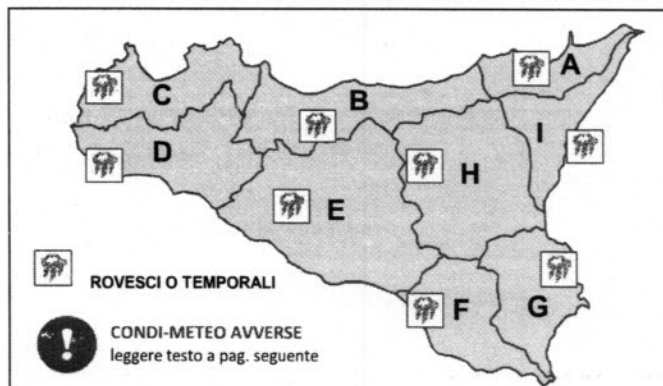 A
C
B
I
D
H
E
G
F
ROVESCI O TEMPORALI
CONDI-METEO AVVERSE
leggere testo a pag. seguente